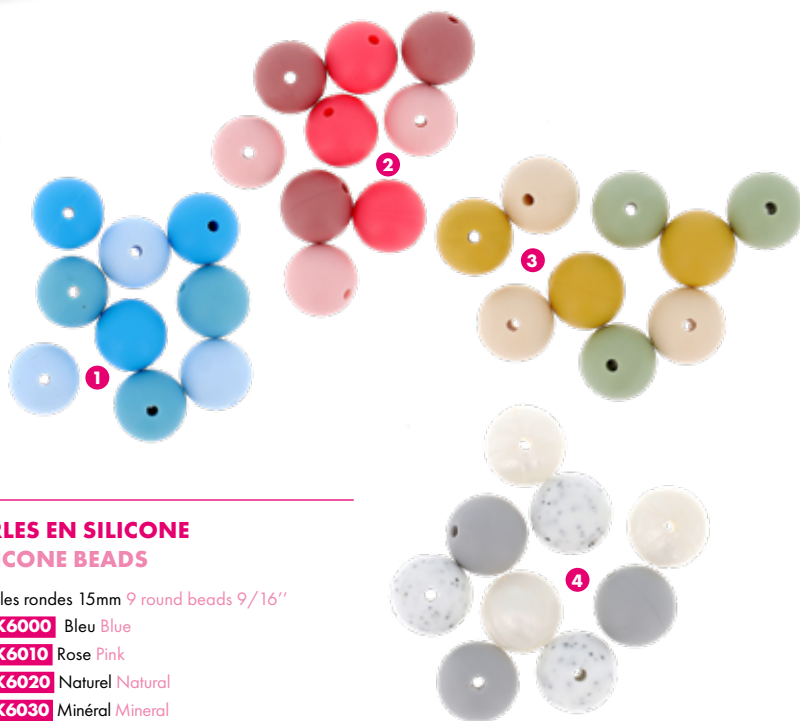 2
3
1
4
RLES EN SILICONE
CONE BEADS
les rondes 15mm 9 round beads 9/16’’
K6000 Bleu Blue
K6010 Rose Pink
K6020 Naturel Natural
K6030 Minéral Mineral